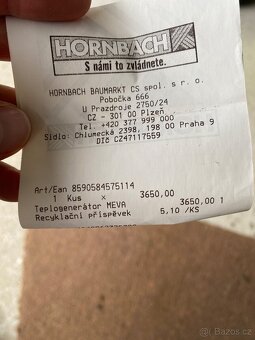 HORNBACH
S námi to zvládnete.
HORNBACH BAUMARKT CS spol. s r. o.
Pobočka 666
U Prazdroje 2750/24
CZ - 301 00 Plzeň
Tel. +420 377 999 000
Sídlo: Chlumecká 2398, 198 00 Praha 9
DIČ CZ47117559
Art/Ean 8590584575114
1 Kus x 3650,00
Teplogenerátor MEVA 3650,00 1
Recyklační příspěvek 5,10 /KS
bazos.cz